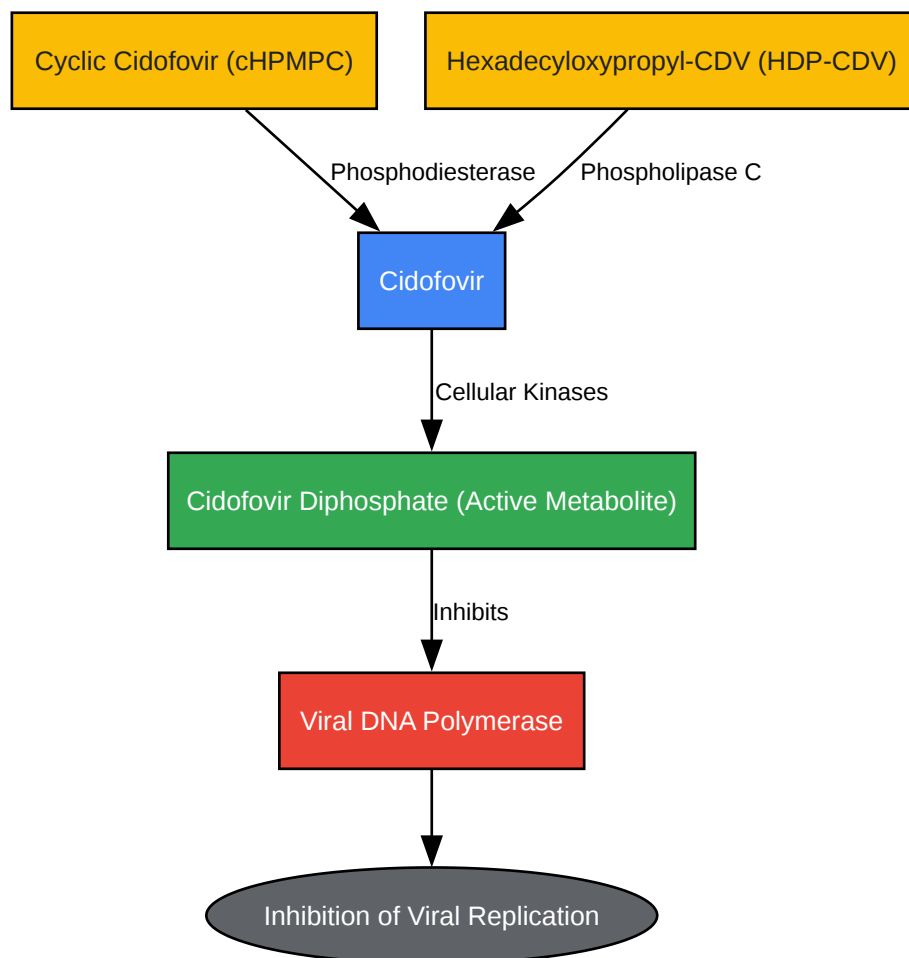 Cyclic Cidofovir (cHPMPC)
Hexadecyloxypropyl-CDV (HDP-CDV)
Phosphodiesterase
Phospholipase C
Cidofovir
Cellular Kinases
Cidofovir Diphosphate (Active Metabolite)
Inhibits
Viral DNA Polymerase
Inhibition of Viral Replication